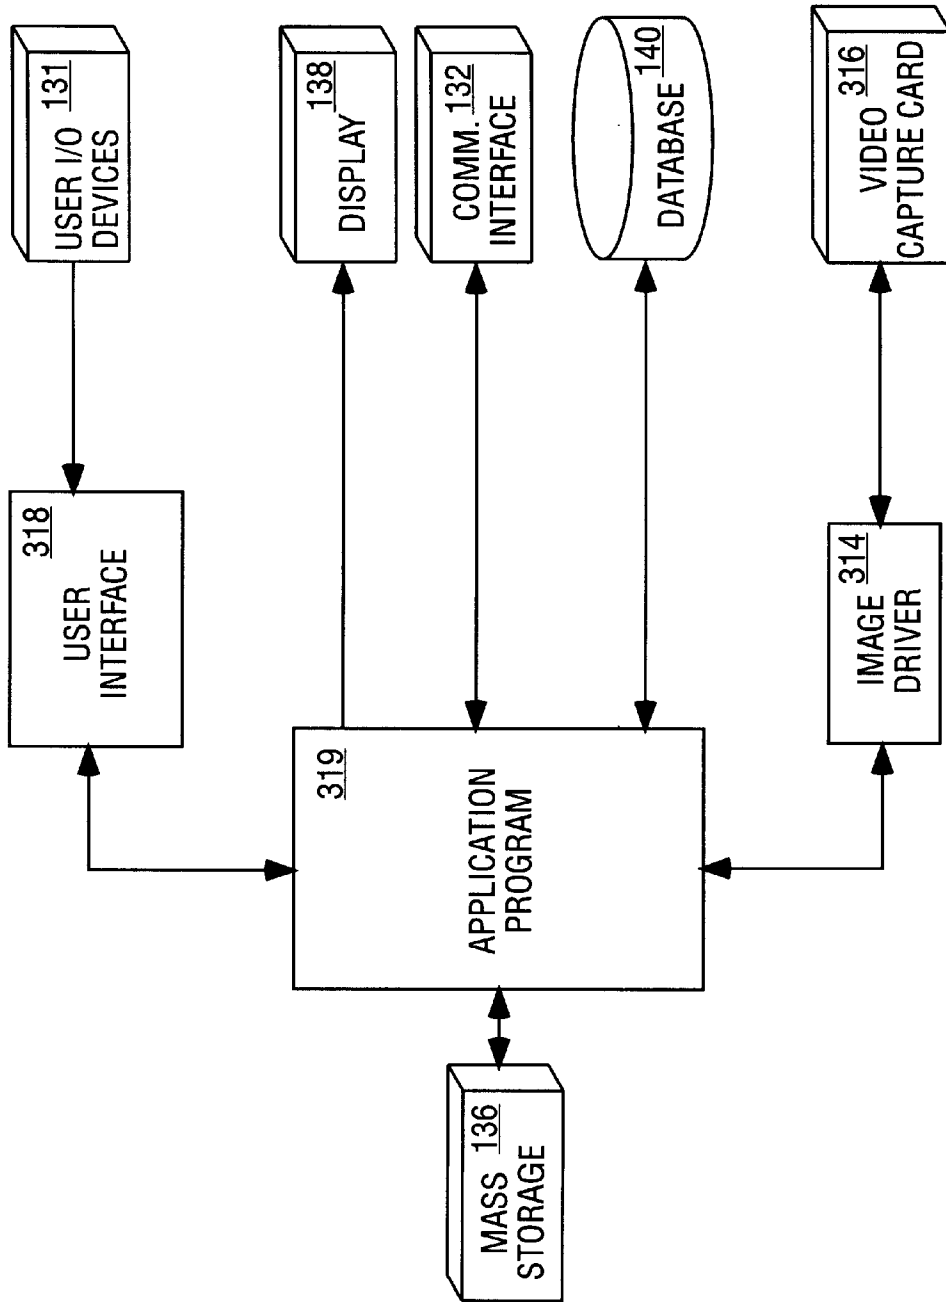 131
USER I/O
DEVICES
318
USER
INTERFACE
138
DISPLAY
COMM. 132
INTERFACE
140
DATABASE
319
APPLICATION
PROGRAM
MASS 136
STORAGE
316
VIDEO
CAPTURE CARD
314
IMAGE
DRIVER